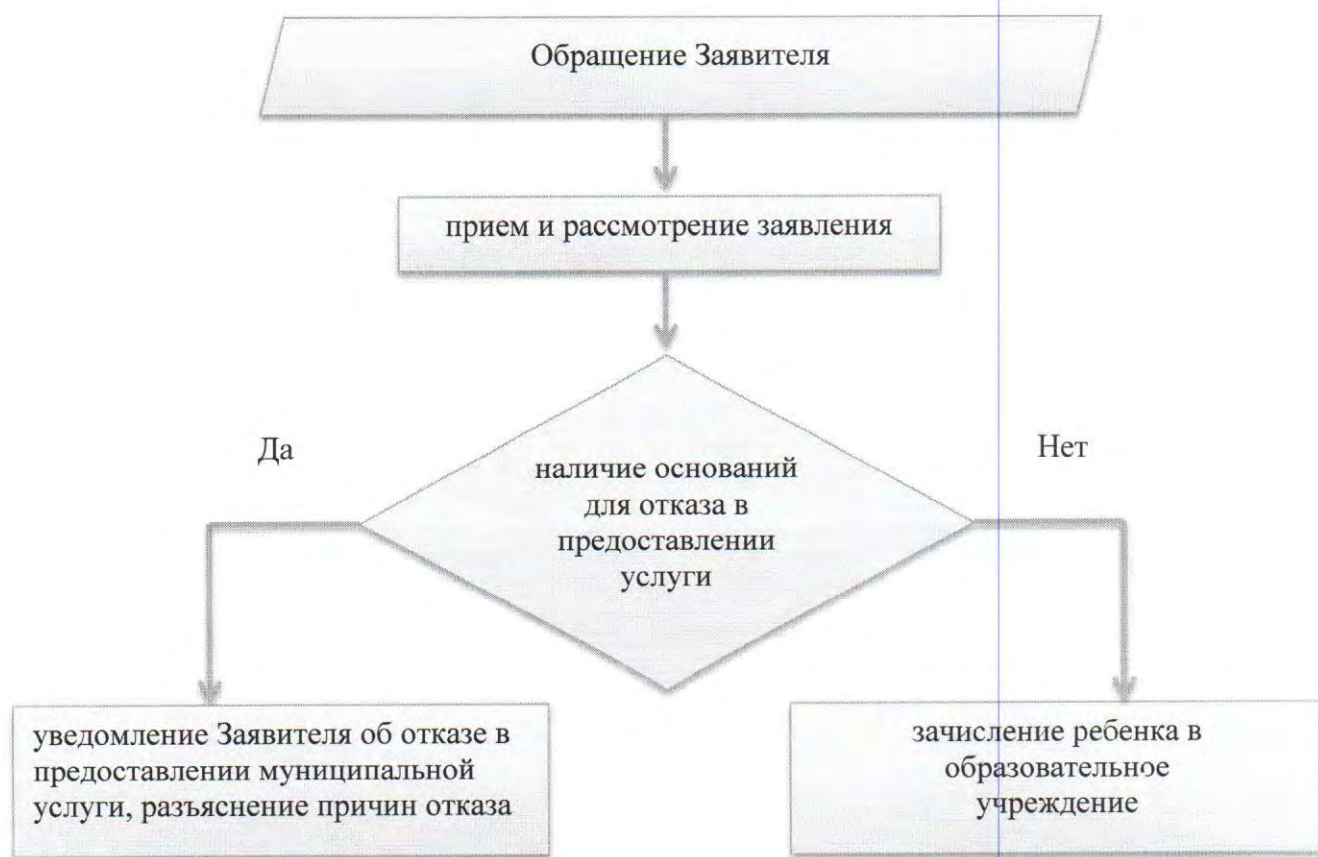 Обращение Заявителя
прием и рассмотрение заявления
Да
Нет
наличие оснований
для отказа в
предоставлении
услуги
уведомление Заявителя об отказе в
предоставлении муниципальной
услуги, разъяснение причин отказа
зачисление ребенка в
образовательное
учреждение